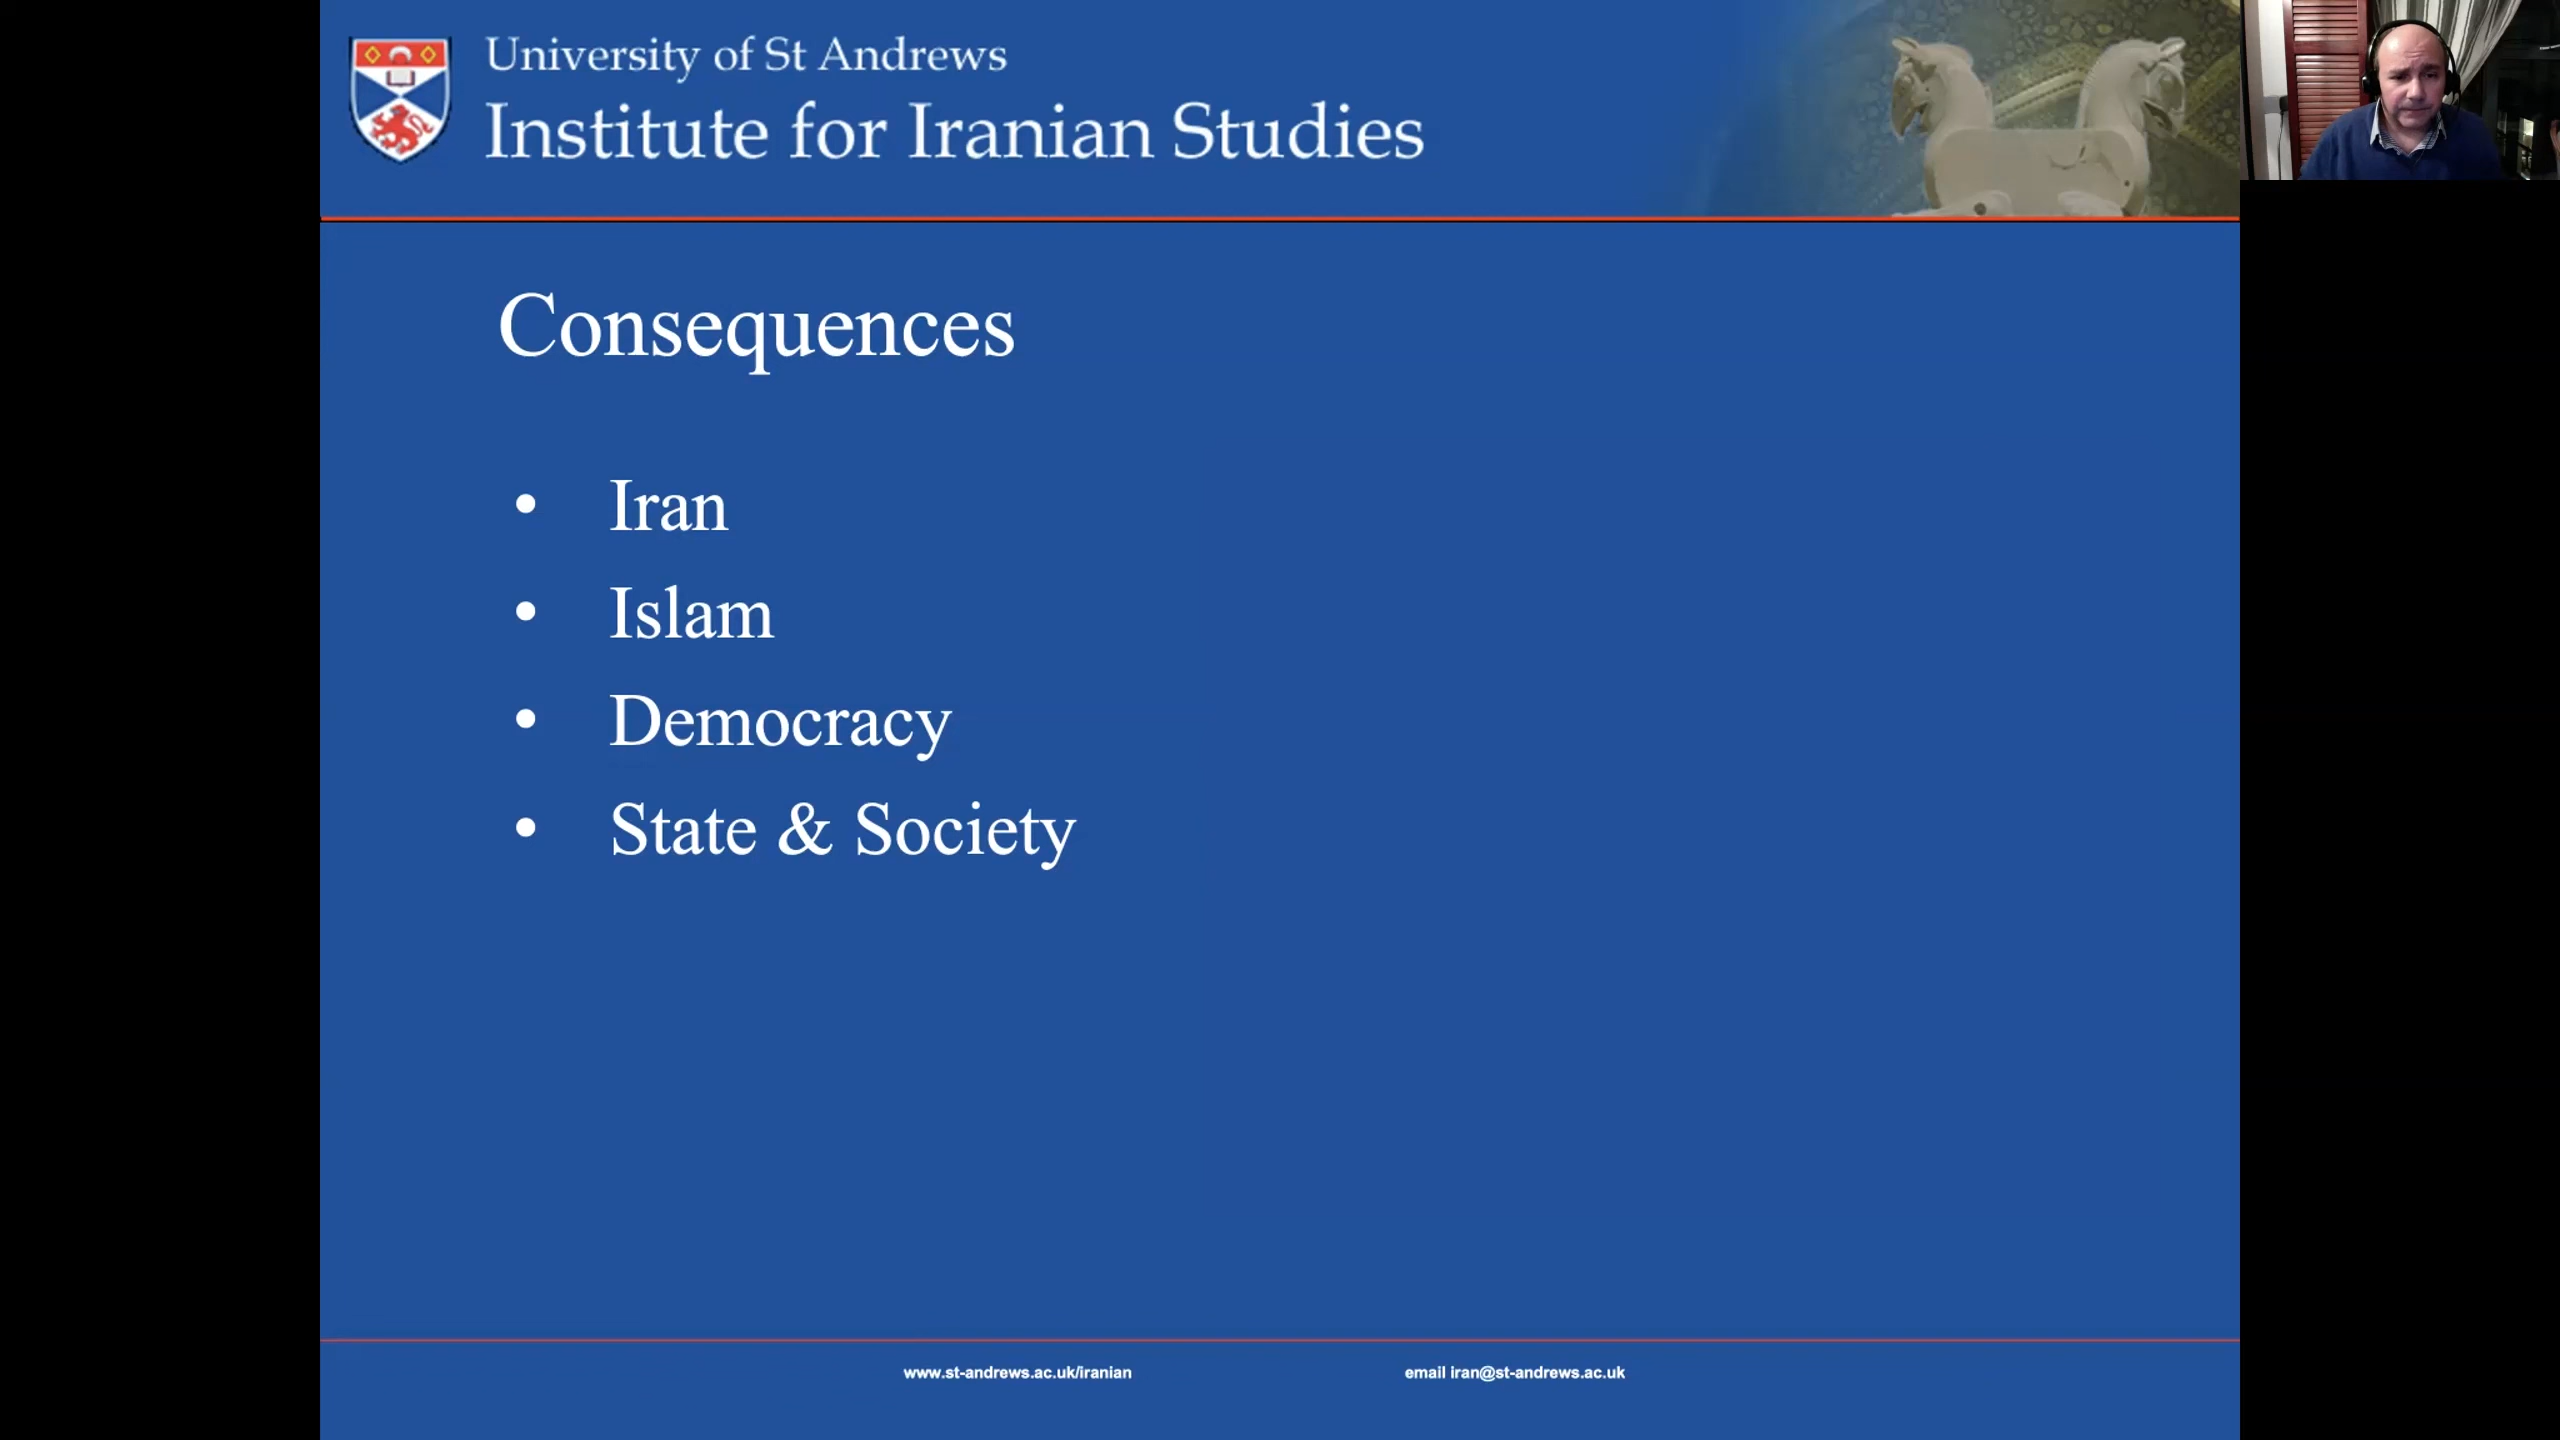 University of St Andrews
Institute for Iranian Studies
Consequences
• Iran
• Islam
• Democracy
• State & Society
www.st-andrews.ac.uk/iranian
email iran@st-andrews.ac.uk